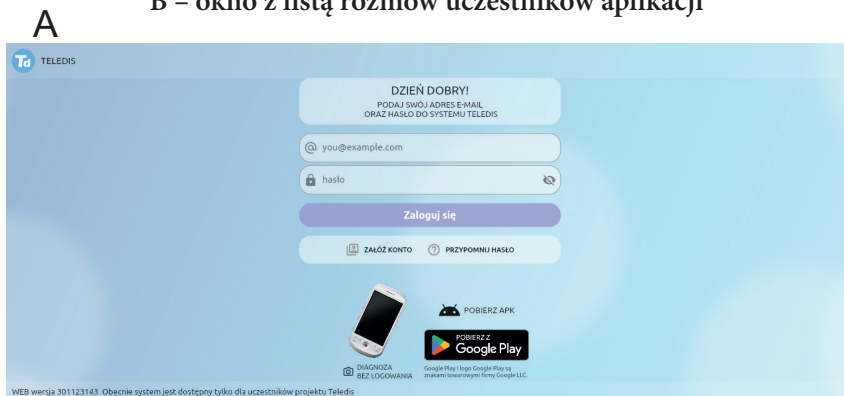 B – okno z listą rozmów uczestników aplikacji
A
Td TELEDIS
DZIEŃ DOBRY!
PODAJ SWÓJ ADRES E-MAIL
ORAZ HASŁO DO SYSTEMU TELEDIS
@ you@example.com
hasło
Zaloguj się
ZAŁÓŻ KONTO ? PRZYPOMNIJ HASŁO
POBIERZ APK
POBIERZ Z
Google Play
DIAGNOZA
BEZ LOGOWANIA
Google Play i logo Google Play są
znakami towarowymi firmy Google LLC.
WEB wersja 301123143 Obecnie system jest dostępny tylko dla uczestników projektu Teledis